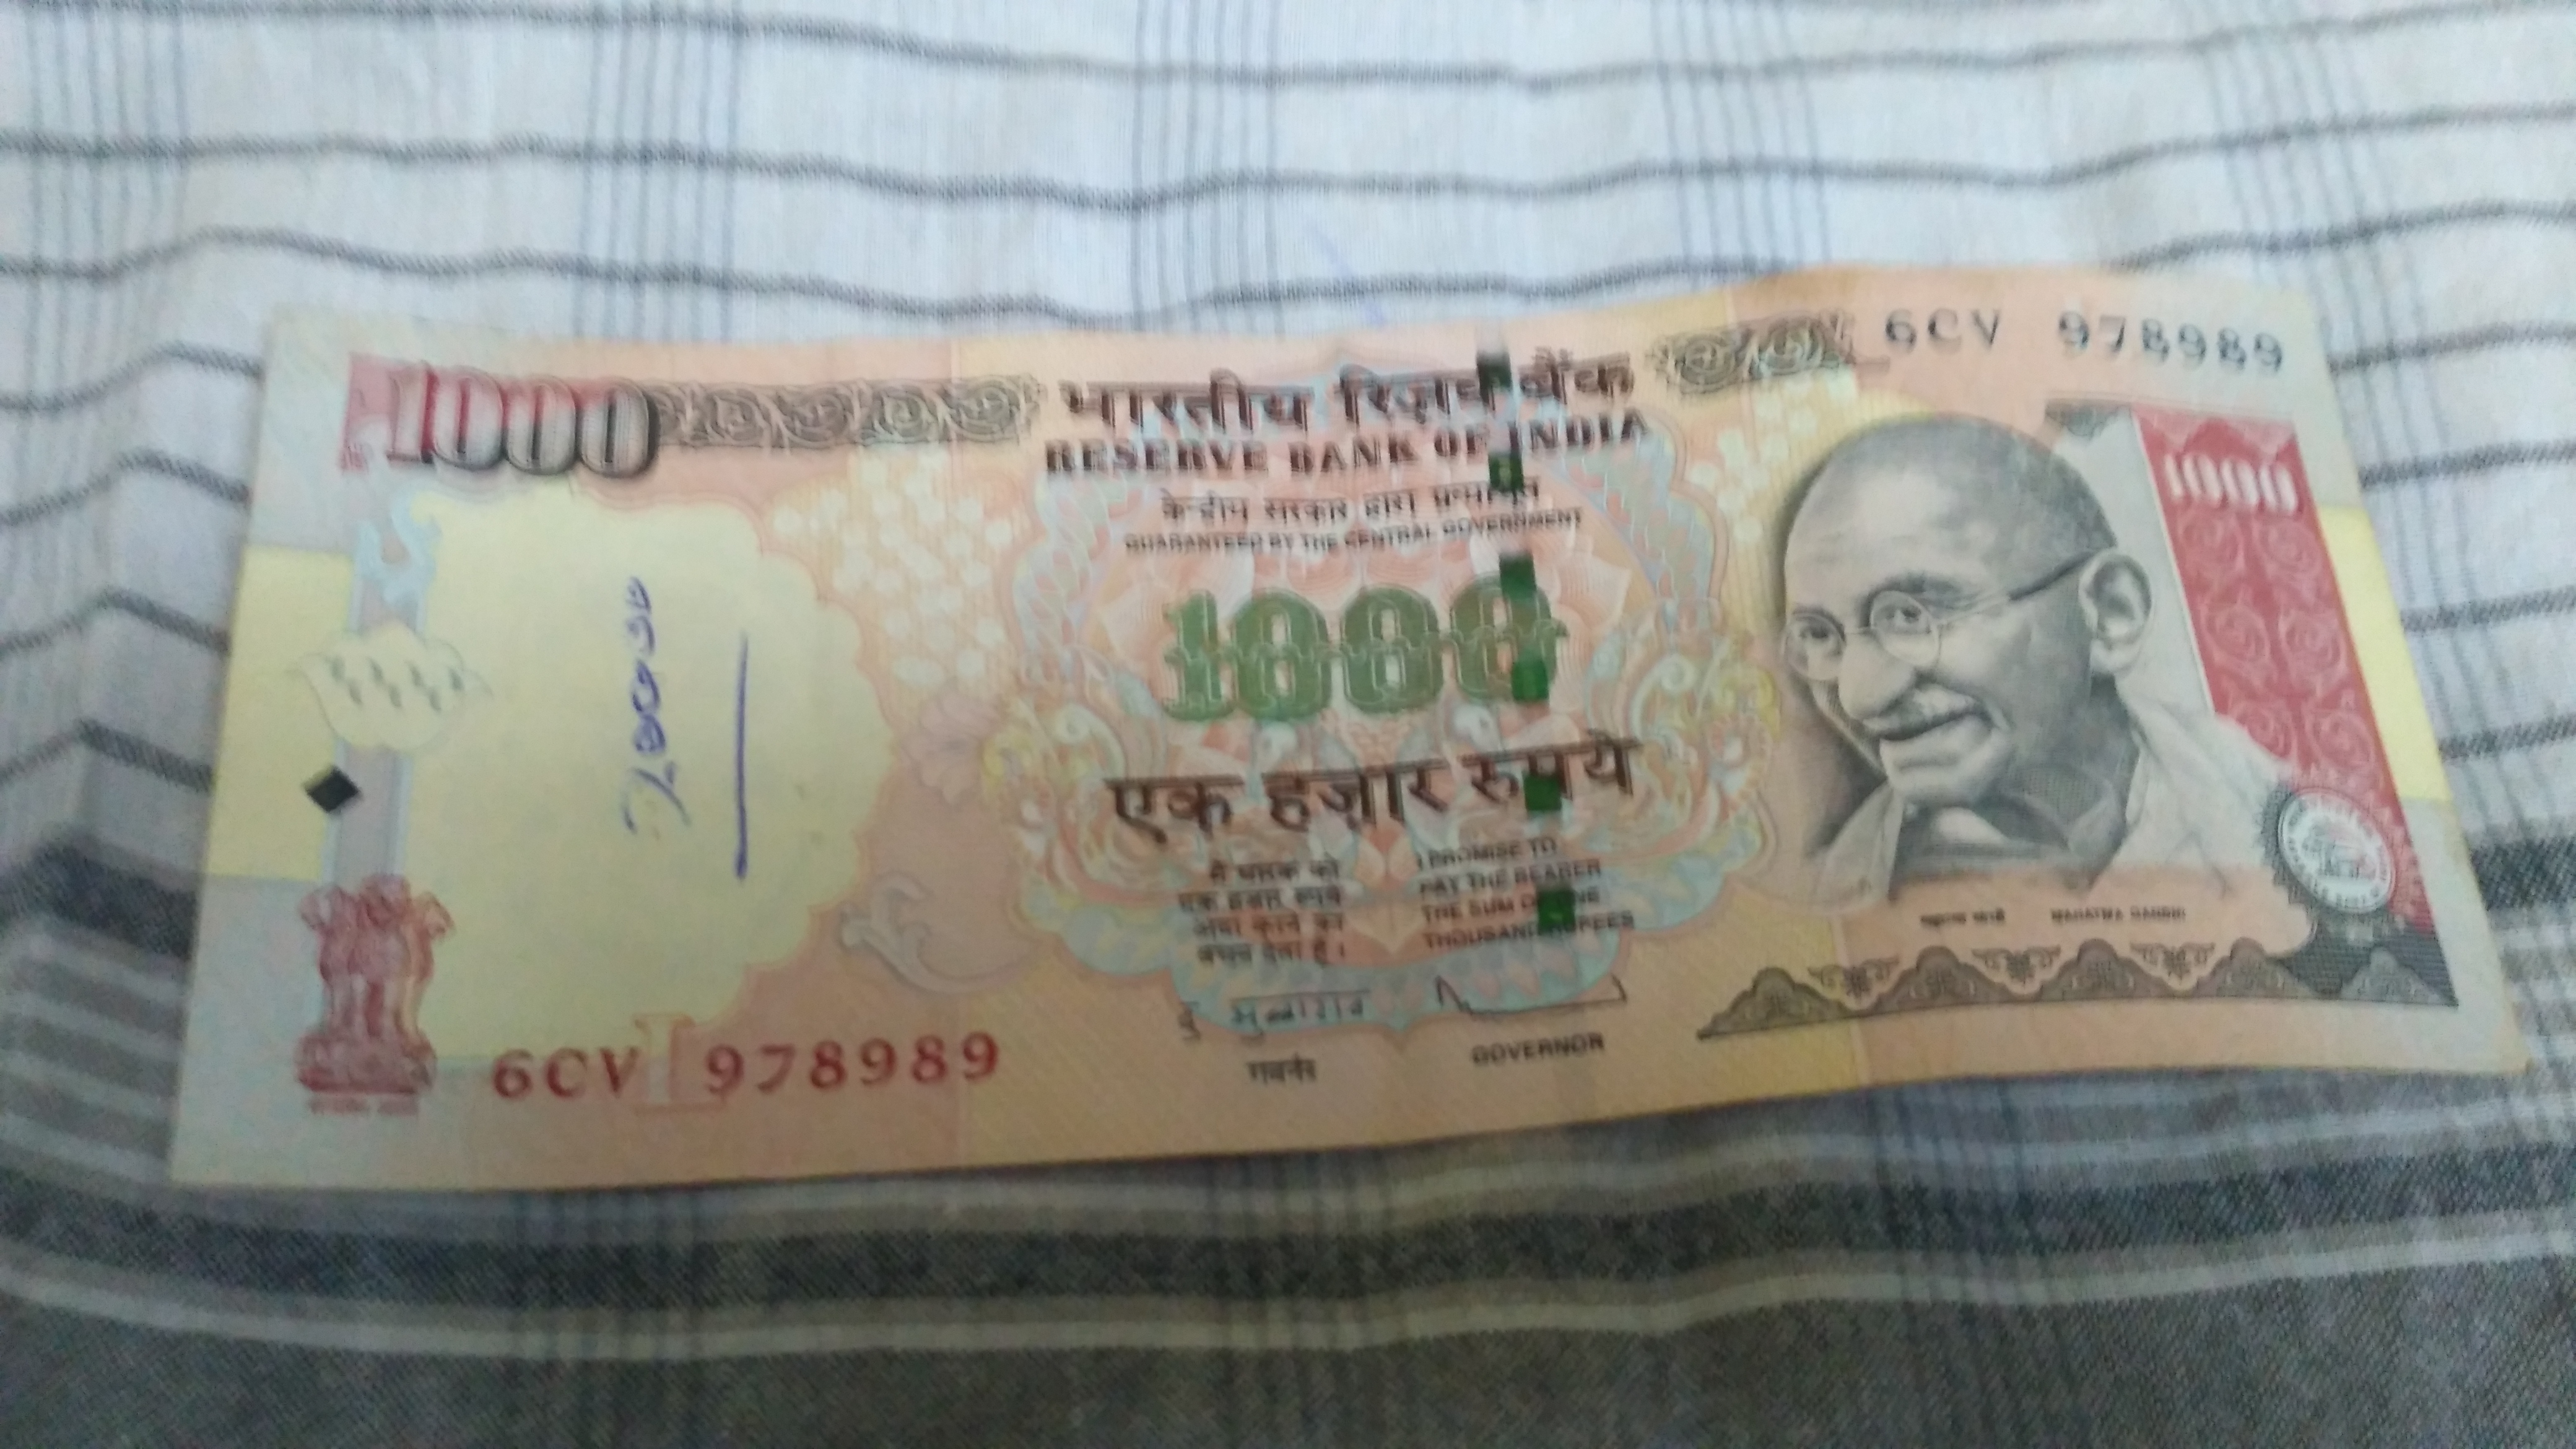 1000
भारतीय रिज़र्व बैंक
6CV 978989
RESERVE BANK OF INDIA
केन्द्रीय सरकार द्वारा प्रत्याभूत
GUARANTEED BY THE CENTRAL GOVERNMENT
1000
1000
एक हज़ार रुपये
मैं धारक को
एक हज़ार रुपये
अदा करने का
वचन देता हूँ।
I PROMISE TO
PAY THE BEARER
THE SUM OF ONE
THOUSAND RUPEES
महात्मा गांधी MAHATMA GANDHI
गवर्नर
GOVERNOR
6CV 978989
L